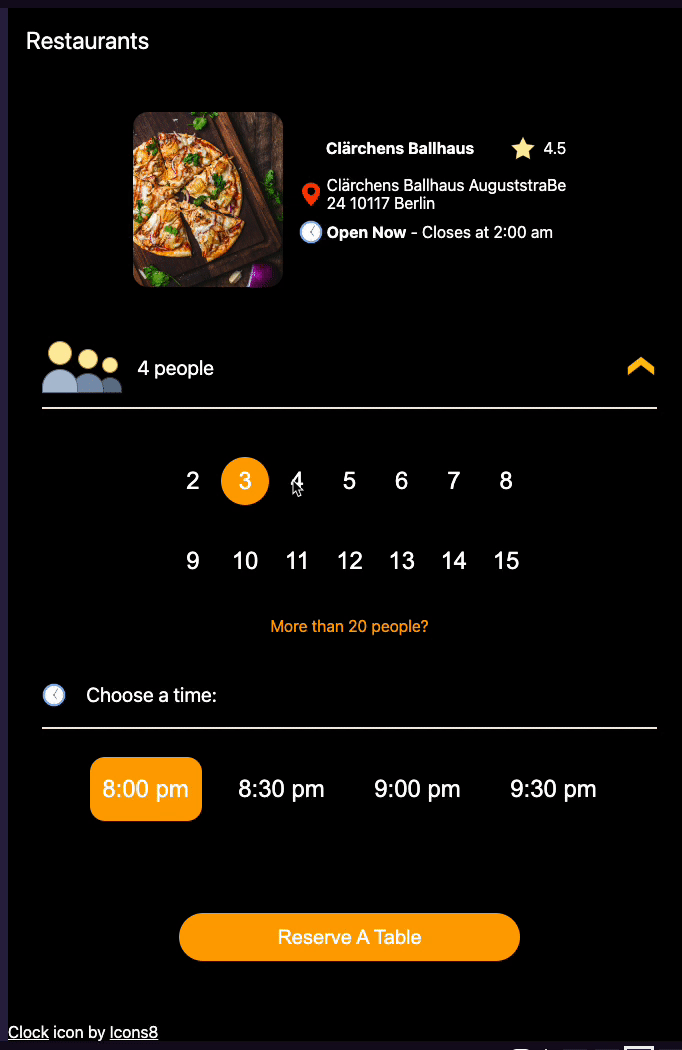 Restaurants
Clärchens Ballhaus 4.5
Clärchens Ballhaus AuguststraBe
24 10117 Berlin
Open Now - Closes at 2:00 am
4 people
2 3 4 5 6 7 8
9 10 11 12 13 14 15
More than 20 people?
Choose a time:
8:00 pm 8:30 pm 9:00 pm 9:30 pm
Reserve A Table
Clock icon by Icons8